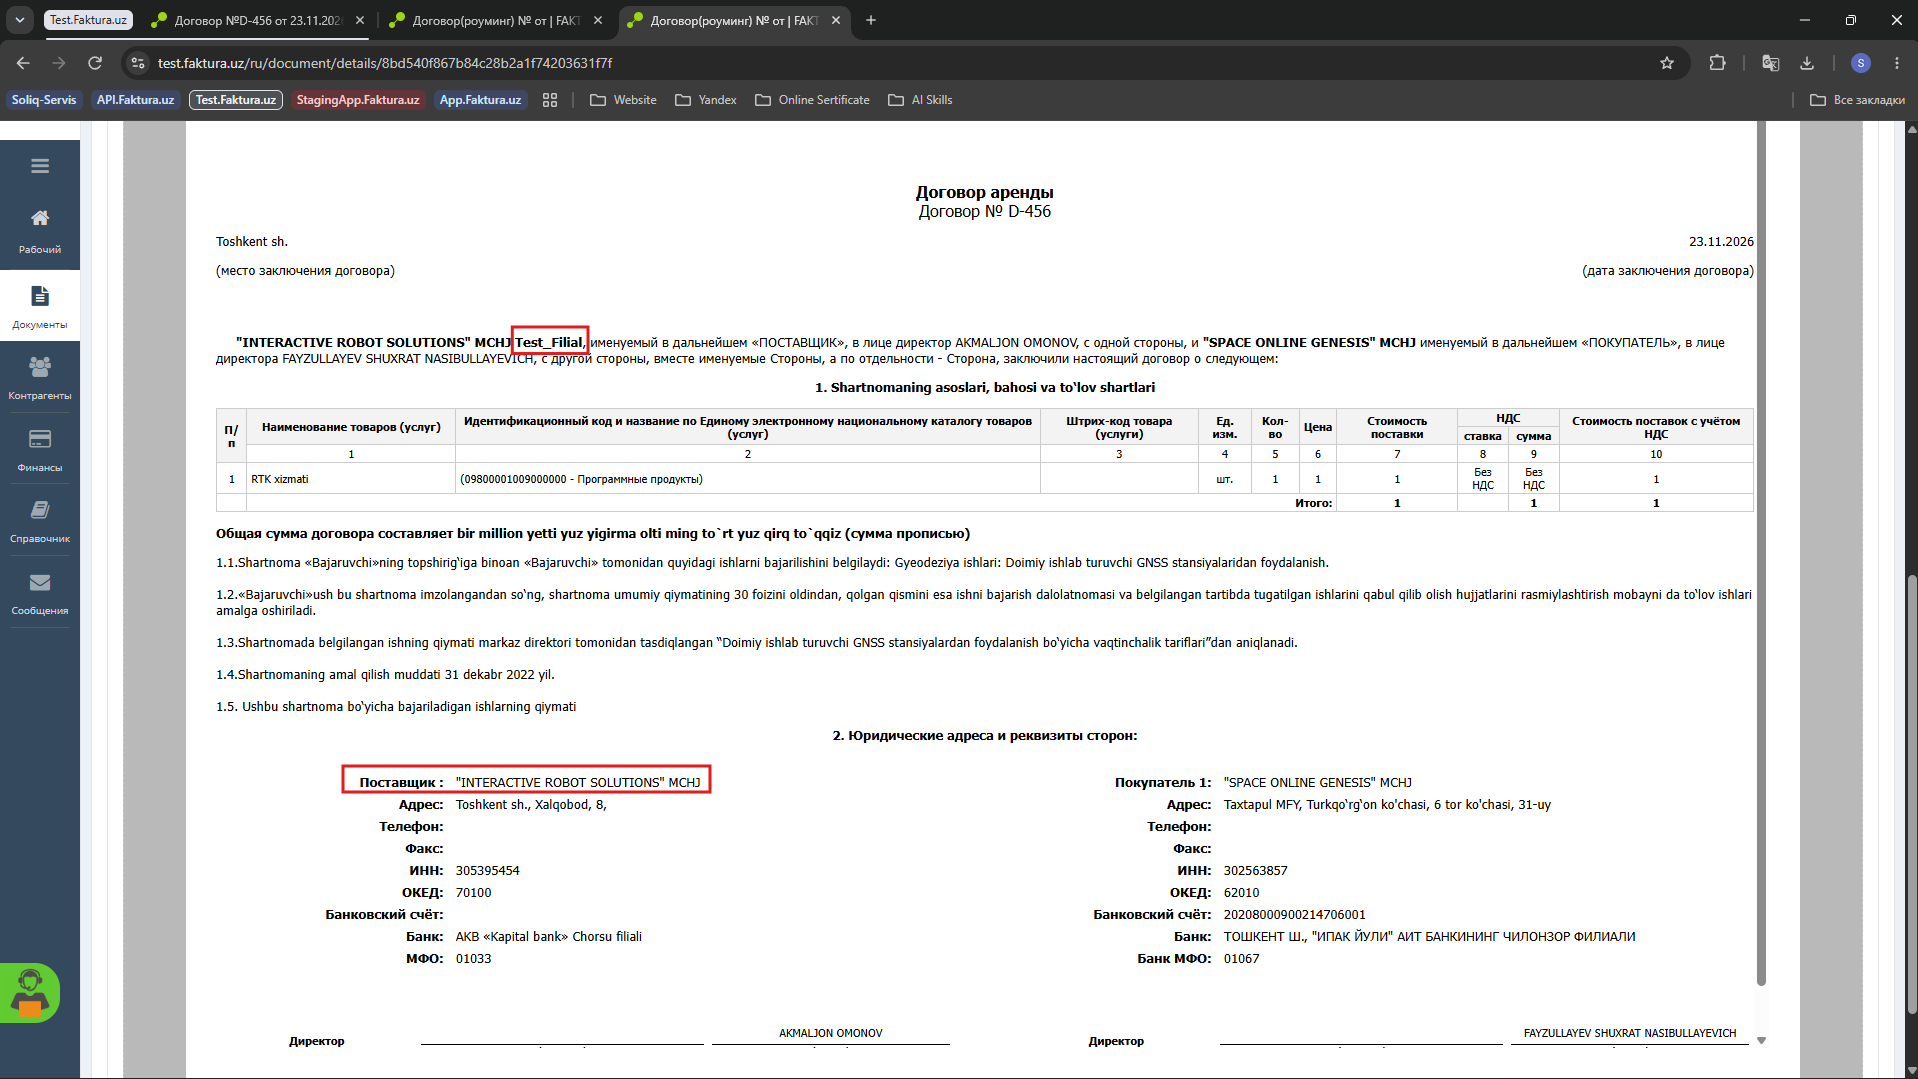 Test.Faktura.uz
Договор №D-456 от 23.11.202
Договор(роуминг) № от | FAKT
Договор(роуминг) № от | FAKT
test.faktura.uz/ru/document/details/8bd540f867b84c28b2a1f74203631f7f
S
Soliq-Servis
API.Faktura.uz
Test.Faktura.uz
StagingApp.Faktura.uz
App.Faktura.uz
Website
Yandex
Online Sertificate
AI Skills
Все закладки
Рабочий
Документы
Контрагенты
Финансы
Справочник
Сообщения
Договор аренды
Договор № D-456
Toshkent sh.
23.11.2026
(место заключения договора)
(дата заключения договора)
"INTERACTIVE ROBOT SOLUTIONS" MCHJ Test_Filial, именуемый в дальнейшем «ПОСТАВЩИК», в лице директор AKMALJON OMONOV, с одной стороны, и "SPACE ONLINE GENESIS" MCHJ именуемый в дальнейшем «ПОКУПАТЕЛЬ», в лице
директора FAYZULLAYEV SHUXRAT NASIBULLAYEVICH, с другой стороны, вместе именуемые Стороны, а по отдельности - Сторона, заключили настоящий договор о следующем:
1. Shartnomaning asoslari, bahosi va to‘lov shartlari
П/п
Наименование товаров (услуг)
Идентификационный код и название по Единому электронному национальному каталогу товаров (услуг)
Штрих-код товара (услуги)
Ед. изм.
Кол-во
Цена
Стоимость поставки
НДС
ставка
сумма
Стоимость поставок с учётом НДС
1 2 3 4 5 6 7 8 9 10
1 RTK xizmati (09800001009000000 - Программные продукты) шт. 1 1 1 Без НДС Без НДС 1
Итого: 1 1 1
Общая сумма договора составляет bir million yetti yuz yigirma olti ming to`rt yuz qirq to`qqiz (сумма прописью)
1.1.Shartnoma «Bajaruvchi»ning topshirig‘iga binoan «Bajaruvchi» tomonidan quyidagi ishlarni bajarilishini belgilaydi: Gyeodeziya ishlari: Doimiy ishlab turuvchi GNSS stansiyalaridan foydalanish.
1.2.«Bajaruvchi»ush bu shartnoma imzolangandan so‘ng, shartnoma umumiy qiymatining 30 foizini oldindan, qolgan qismini esa ishni bajarish dalolatnomasi va belgilangan tartibda tugatilgan ishlarini qabul qilib olish hujjatlarini rasmiylashtirish mobayni da to‘lov ishlari
amalga oshiriladi.
1.3.Shartnomada belgilangan ishning qiymati markaz direktori tomonidan tasdiqlangan “Doimiy ishlab turuvchi GNSS stansiyalardan foydalanish bo‘yicha vaqtinchalik tariflari”dan aniqlanadi.
1.4.Shartnomaning amal qilish muddati 31 dekabr 2022 yil.
1.5. Ushbu shartnoma bo‘yicha bajariladigan ishlarning qiymati
2. Юридические адреса и реквизиты сторон:
Поставщик : "INTERACTIVE ROBOT SOLUTIONS" MCHJ
Адрес: Toshkent sh., Xalqobod, 8,
Телефон:
Факс:
ИНН: 305395454
ОКЕД: 70100
Банковский счёт:
Банк: АКВ «Kapital bank» Chorsu filiali
МФО: 01033
Покупатель 1: "SPACE ONLINE GENESIS" MCHJ
Адрес: Taxtapul MFY, Turkqo‘rg‘on ko'chasi, 6 tor ko'chasi, 31-uy
Телефон:
Факс:
ИНН: 302563857
ОКЕД: 62010
Банковский счёт: 20208000900214706001
Банк: ТОШКЕНТ Ш., "ИПАК ЙУЛИ" АИТ БАНКИНИНГ ЧИЛОНЗОР ФИЛИАЛИ
Банк МФО: 01067
Директор AKMALJON OMONOV
Директор FAYZULLAYEV SHUXRAT NASIBULLAYEVICH